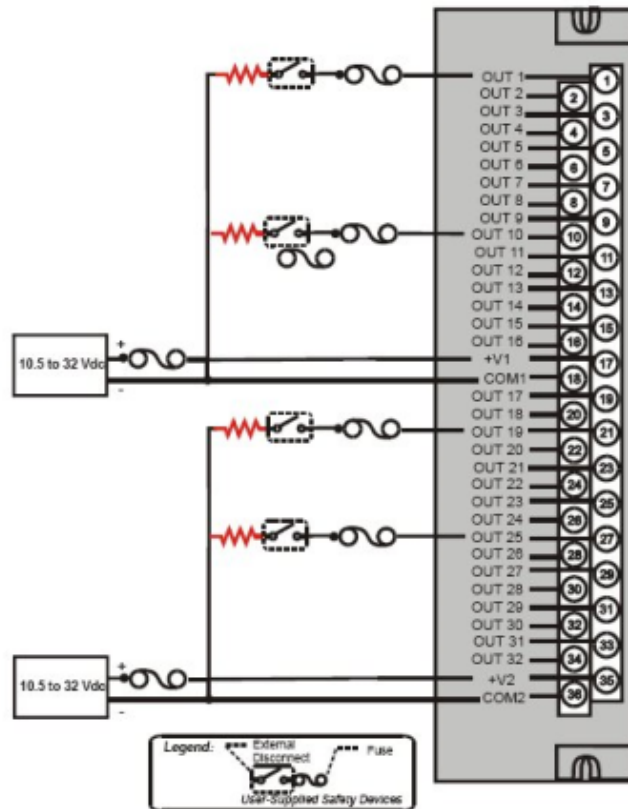 OUT 1
1
OUT 2
2
OUT 3
3
OUT 4
4
OUT 5
5
OUT 6
6
OUT 7
7
OUT 8
8
OUT 9
9
OUT 10
10
OUT 11
11
OUT 12
12
OUT 13
13
OUT 14
14
OUT 15
15
OUT 16
16
10.5 to 32 Vdc
+
-
+V1
17
COM1
18
OUT 17
19
OUT 18
20
OUT 19
21
OUT 20
22
OUT 21
23
OUT 22
24
OUT 23
25
OUT 24
26
OUT 25
27
OUT 26
28
OUT 27
29
OUT 28
30
OUT 29
31
OUT 30
32
OUT 31
33
OUT 32
34
10.5 to 32 Vdc
+
-
+V2
35
COM2
36
Legend: External Disconnect Fuse
User-Supplied Safety Devices